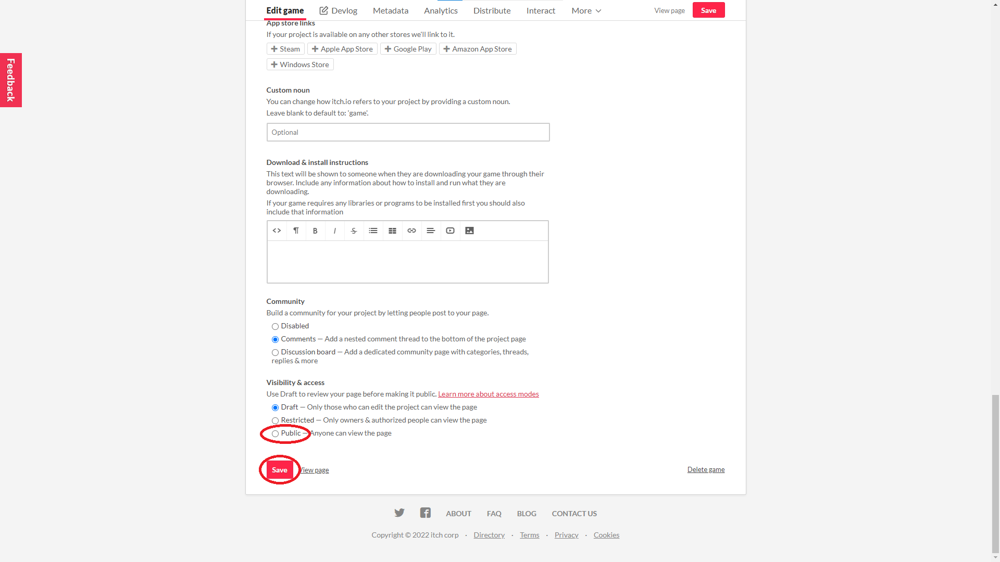 Edit game Devlog Metadata Analytics Distribute Interact More View page Save
App store links
If your project is available on any other stores we'll link to it.
Steam Apple App Store Google Play Amazon App Store
Windows Store
Feedback
Custom noun
You can change how itch.io refers to your project by providing a custom noun.
Leave blank to default to: 'game'.
Optional
Download & install instructions
This text will be shown to someone when they are downloading your game through their
browser. Include any information about how to install and run what they are
downloading.
If your game requires any libraries or programs to be installed first you should also
include that information
Community
Build a community for your project by letting people post to your page.
Disabled
Comments — Add a nested comment thread to the bottom of the project page
Discussion board — Add a dedicated community page with categories, threads,
replies & more
Visibility & access
Use Draft to review your page before making it public. Learn more about access modes
Draft — Only those who can edit the project can view the page
Restricted — Only owners & authorized people can view the page
Public — Anyone can view the page
Save View page Delete game
ABOUT FAQ BLOG CONTACT US
Copyright © 2022 itch corp · Directory · Terms · Privacy · Cookies